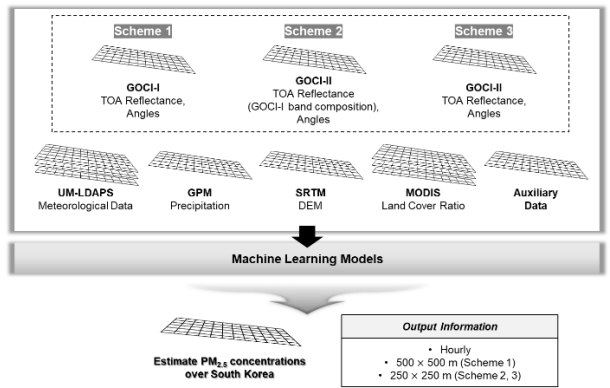 Scheme 1
Scheme 2
Scheme 3
GOCI-I
TOA Reflectance,
Angles
GOCI-II
TOA Reflectance
(GOCI-I band composition),
Angles
GOCI-II
TOA Reflectance,
Angles
UM-LDAPS
Meteorological Data
GPM
Precipitation
SRTM
DEM
MODIS
Land Cover Ratio
Auxiliary
Data
Machine Learning Models
Estimate PM2.5 concentrations
over South Korea
Output Information
• Hourly
• 500 × 500 m (Scheme 1)
• 250 × 250 m (Scheme 2, 3)